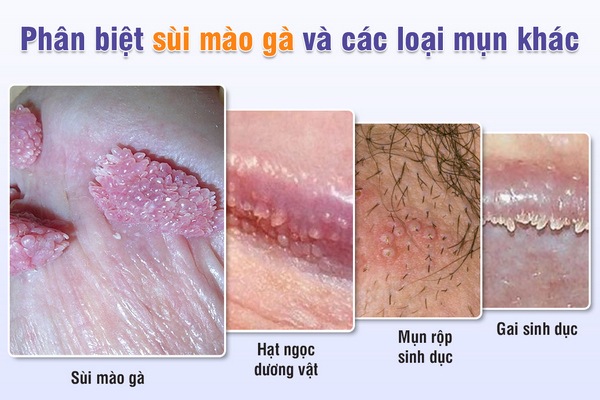 Phân biệt sùi mào gà và các loại mụn khác
Sùi mào gà
Hạt ngọc
dương vật
Mụn rộp
sinh dục
Gai sinh dục